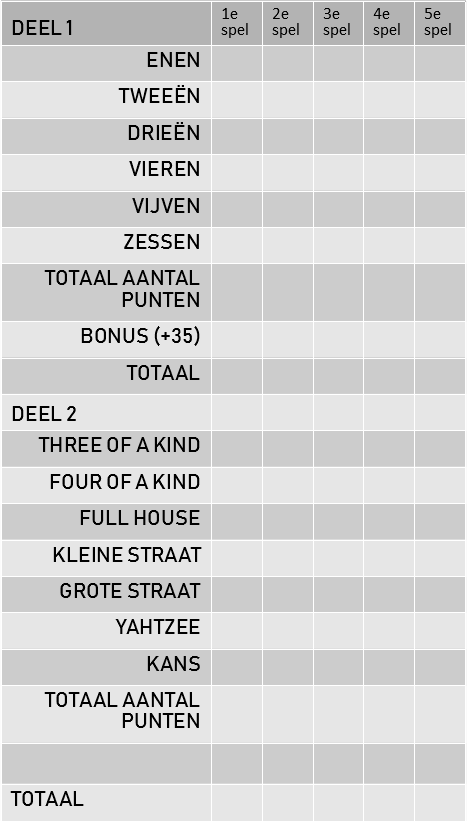 DEEL 1 1e spel 2e spel 3e spel 4e spel 5e spel
ENEN
TWEEËN
DRIEËN
VIEREN
VIJVEN
ZESSEN
TOTAAL AANTAL
PUNTEN
BONUS (+35)
TOTAAL
DEEL 2
THREE OF A KIND
FOUR OF A KIND
FULL HOUSE
KLEINE STRAAT
GROTE STRAAT
YAHTZEE
KANS
TOTAAL AANTAL
PUNTEN
TOTAAL